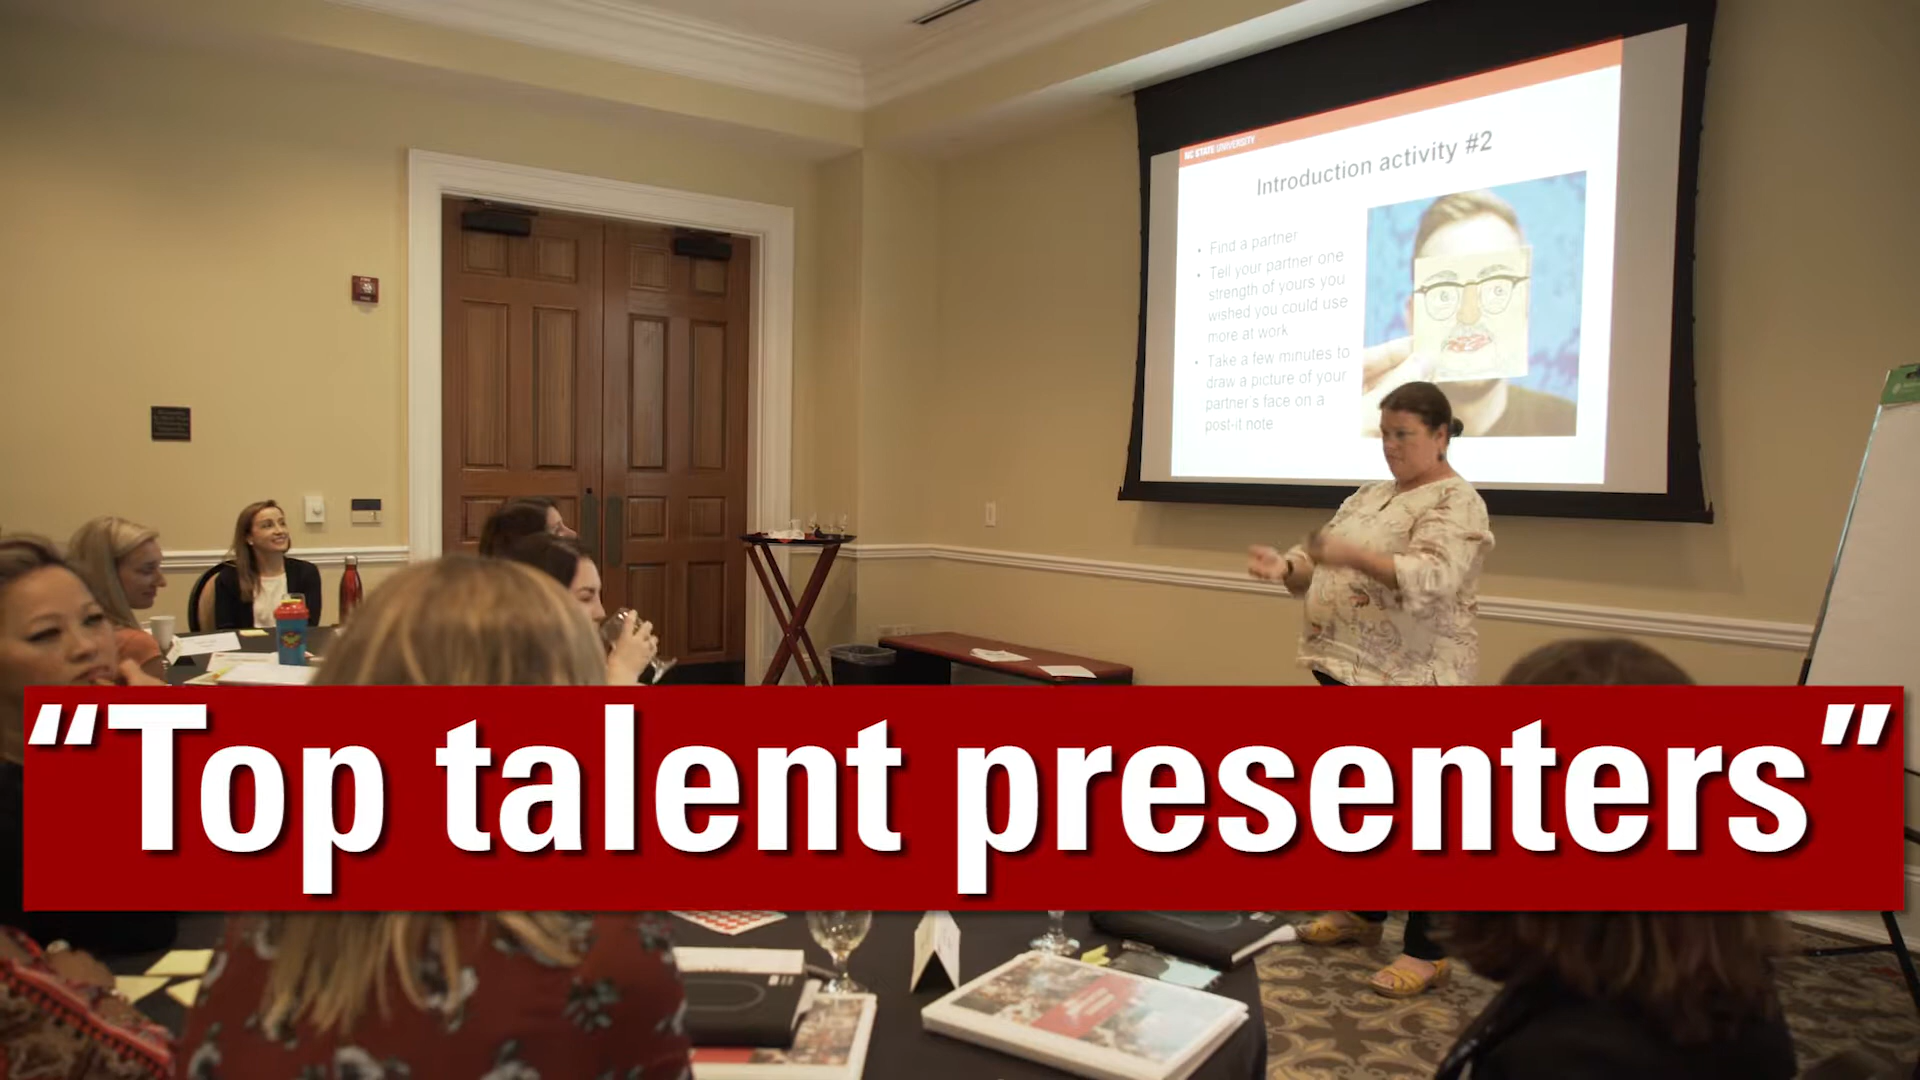 NC STATE UNIVERSITY
Introduction activity #2
• Find a partner
• Tell your partner one
strength of yours you
wished you could use
more at work
• Take a few minutes to
draw a picture of your
partner's face on a
post-it note
“Top talent presenters”